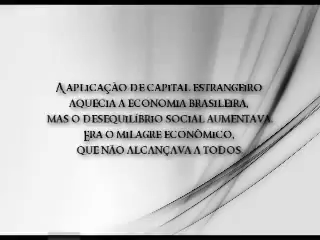 A aplicação de capital estrangeiro
aquecia a economia brasileira,
mas o desequilíbrio social aumentava.
Era o milagre econômico,
que não alcançava a todos.